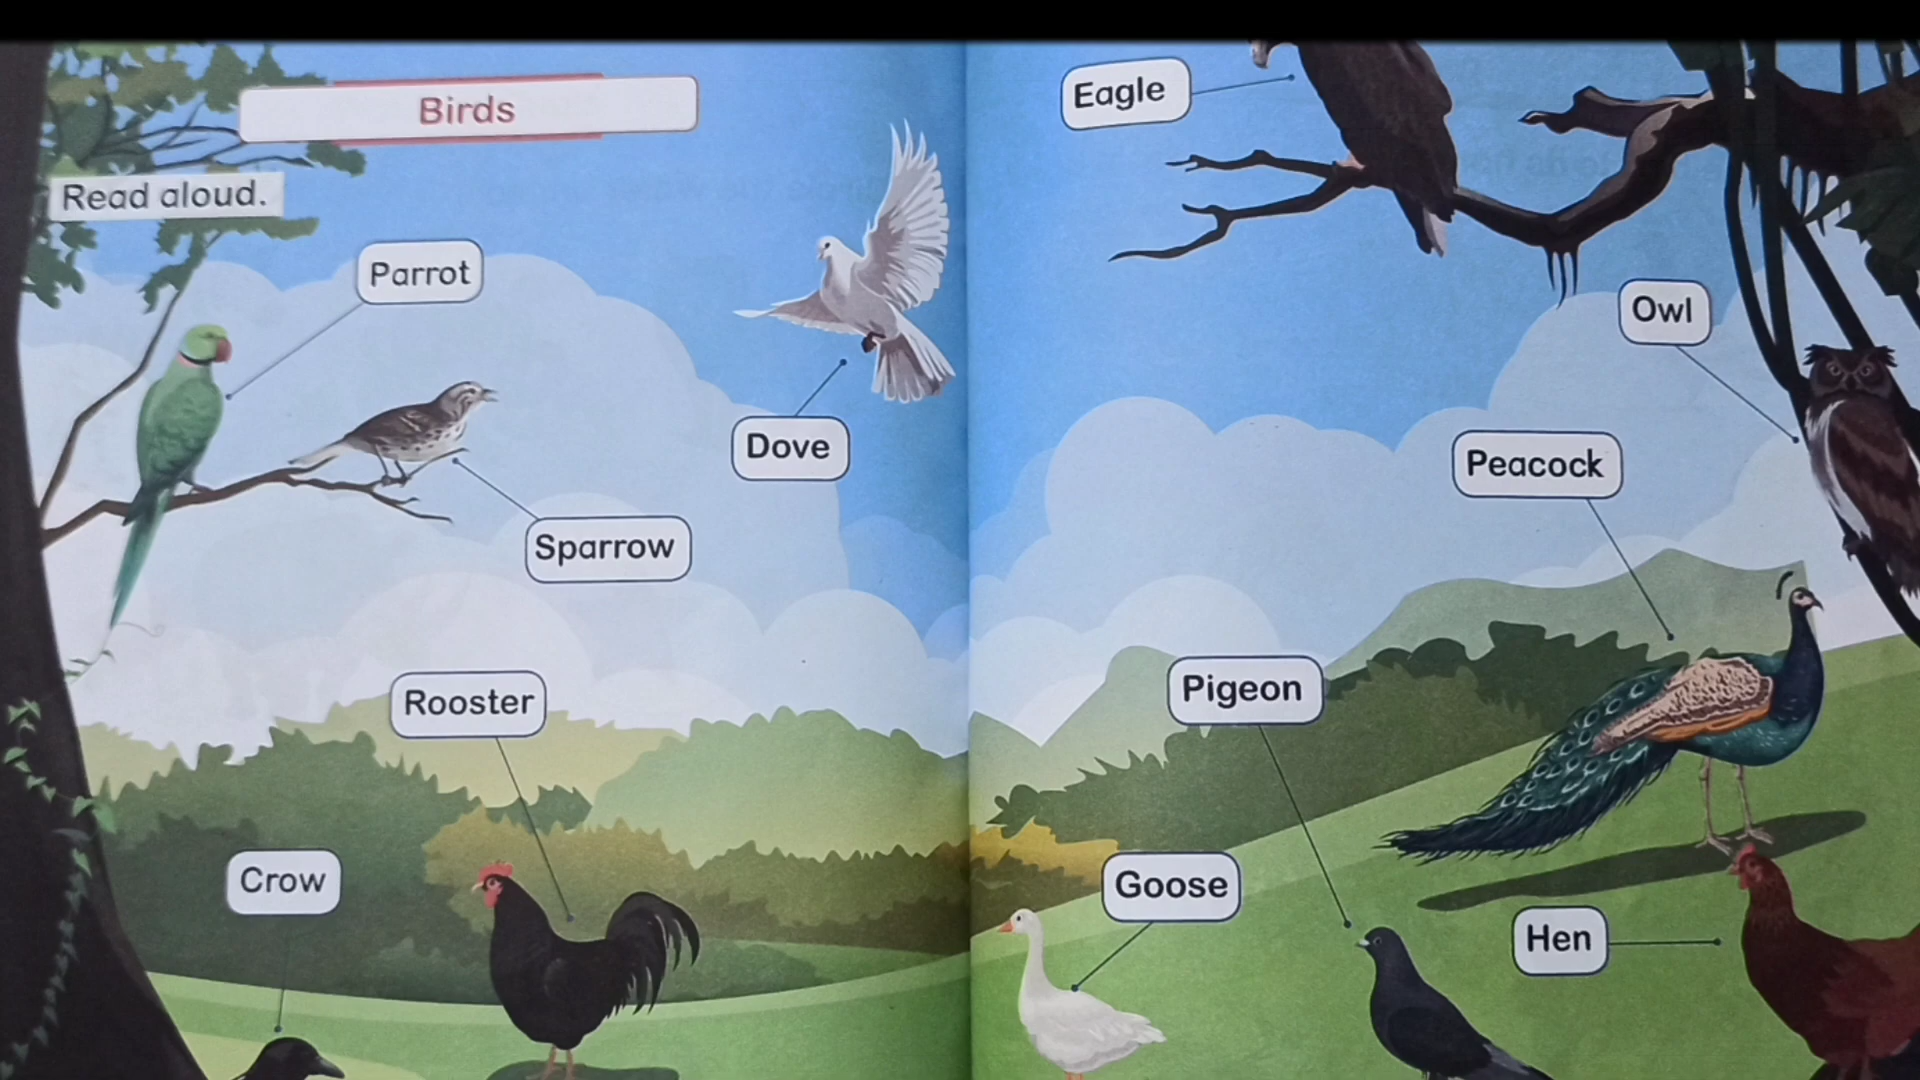 Birds
Read aloud.
Parrot
Dove
Sparrow
Rooster
Crow
Eagle
Owl
Peacock
Pigeon
Goose
Hen